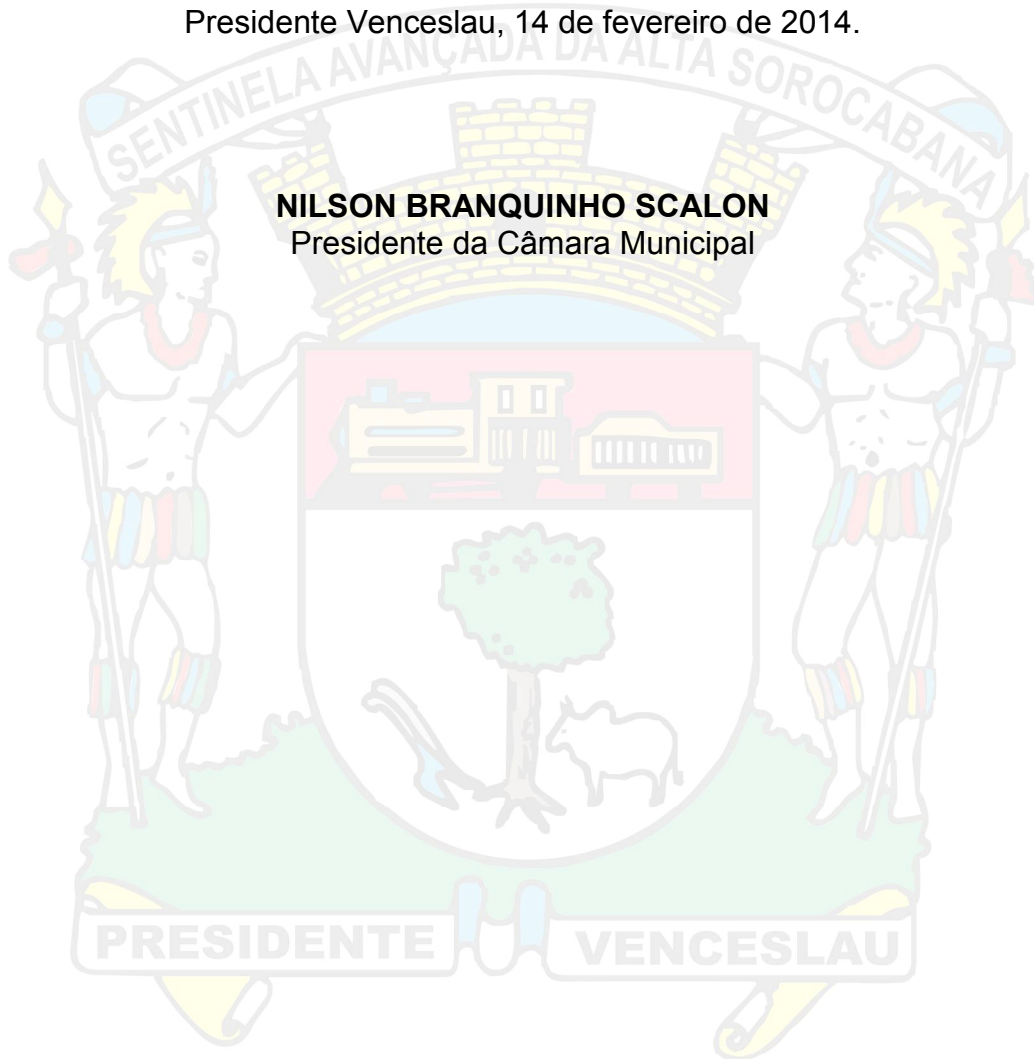 Presidente Venceslau, 14 de fevereiro de 2014.
SENTINELA AVANÇADA DA ALTA SOROCABANA
NILSON BRANQUINHO SCALON
Presidente da Câmara Municipal
PRESIDENTE VENCESLAU